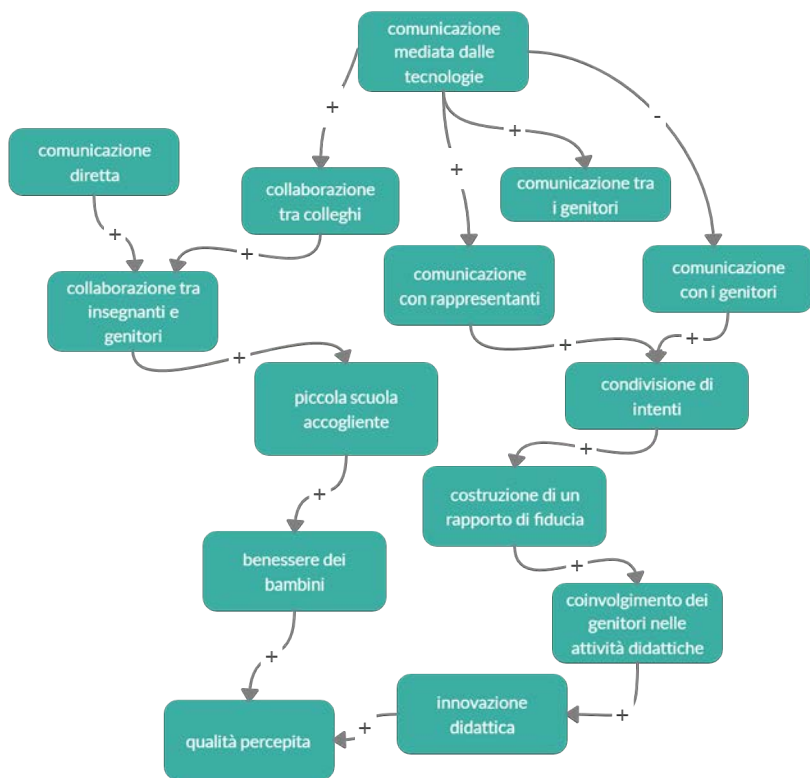 comunicazione
mediata dalle
tecnologie
+
+
+
-
comunicazione
diretta
collaborazione
tra colleghi
comunicazione tra
i genitori
+
+
comunicazione
con rappresentanti
comunicazione
con i genitori
collaborazione tra
insegnanti e
genitori
+
+
+
piccola scuola
accogliente
condivisione di
intenti
+
+
costruzione di un
rapporto di fiducia
benessere dei
bambini
+
coinvolgimento dei
genitori nelle
attività didattiche
+
innovazione
didattica
+
+
qualità percepita